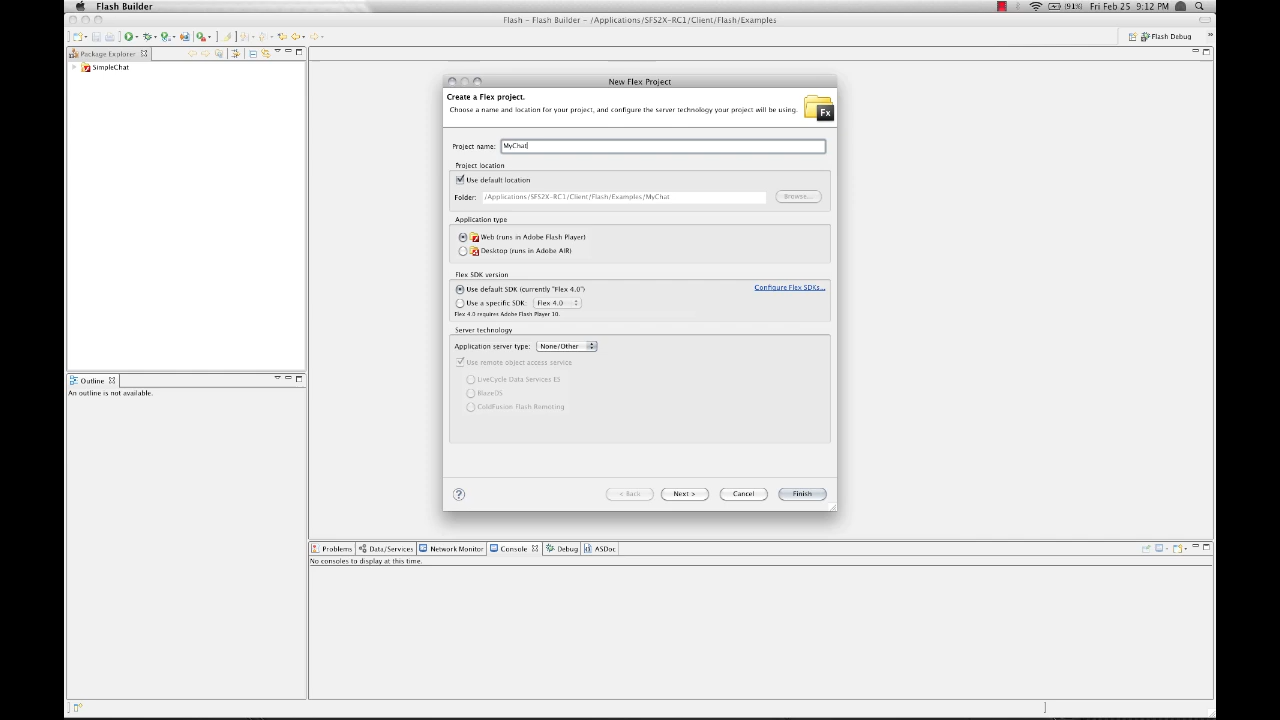 Flash Builder
(91%) Fri Feb 25 9:12 PM
Flash - Flash Builder - /Applications/SFS2X-RC1/Client/Flash/Examples
Flash Debug
Package Explorer
SimpleChat
New Flex Project
Create a Flex project.
Choose a name and location for your project, and configure the server technology your project will be using.
Fx
Project name: MyChat
Project location
Use default location
Folder: /Applications/SFS2X-RC1/Client/Flash/Examples/MyChat Browse...
Application type
Web (runs in Adobe Flash Player)
Desktop (runs in Adobe AIR)
Flex SDK version
Use default SDK (currently "Flex 4.0") Configure Flex SDKs...
Use a specific SDK: Flex 4.0
Flex 4.0 requires Adobe Flash Player 10.
Server technology
Application server type: None/Other
Use remote object access service
LiveCycle Data Services ES
BlazeDS
ColdFusion Flash Remoting
? < Back Next > Cancel Finish
Outline
An outline is not available.
Problems Data/Services Network Monitor Console Debug ASDoc
No consoles to display at this time.